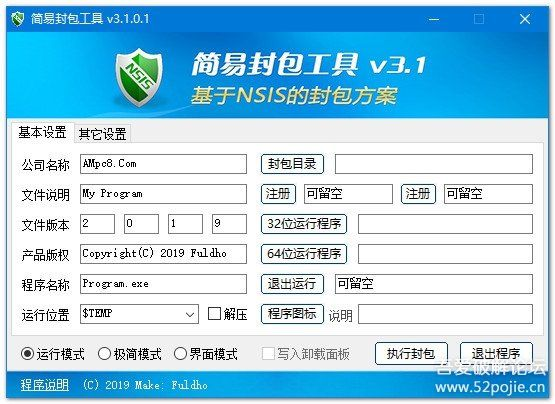 简易封包工具 v3.1.0.1
NSIS
简易封包工具 v3.1
基于NSIS的封包方案
基本设置 其它设置
公司名称 AMpc8.Com 封包目录
文件说明 My Program 注册 可留空 注册 可留空
文件版本 2 0 1 9 32位运行程序
产品版权 Copyright(C) 2019 Fuldho 64位运行程序
程序名称 Program.exe 退出运行 可留空
运行位置 $TEMP 解压 程序图标 说明
运行模式 极简模式 界面模式 写入卸载面板 执行封包 退出程序
程序说明 (C) 2019 Make: Fuldho
吾爱破解论坛
www.52pojie.cn